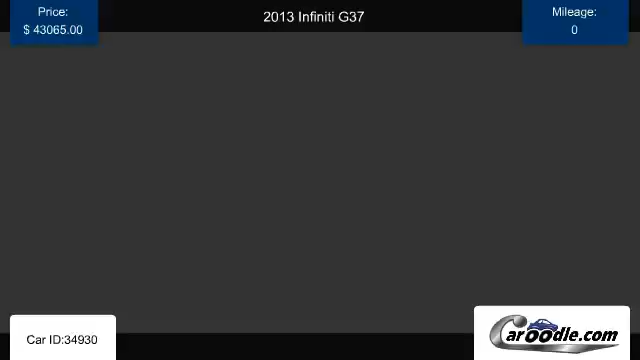 Price:
$ 43065.00
2013 Infiniti G37
Mileage:
0
Car ID:34930
Caroodle.com